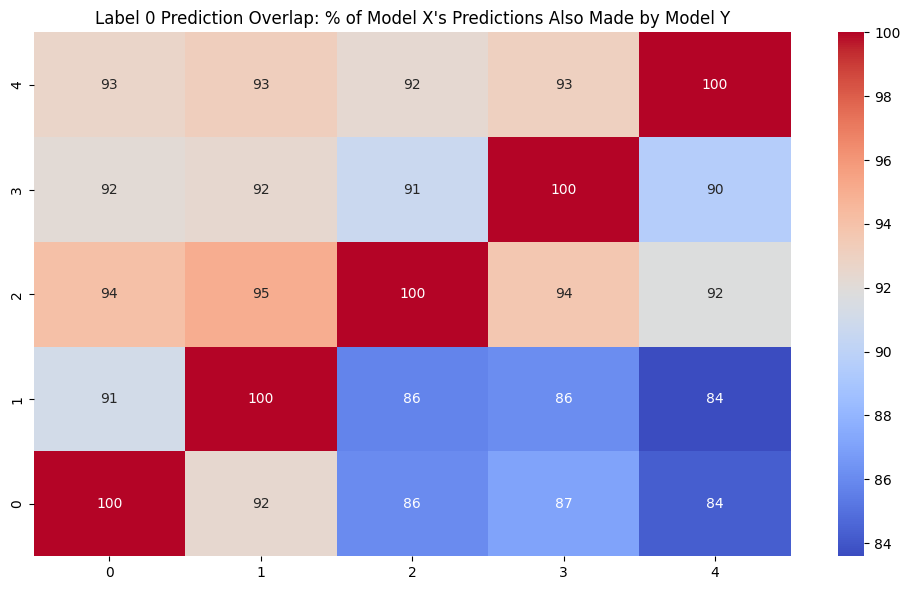 Label 0 Prediction Overlap: % of Model X's Predictions Also Made by Model Y
4 93 93 92 93 100
3 92 92 91 100 90
2 94 95 100 94 92
1 91 100 86 86 84
0 100 92 86 87 84
0 1 2 3 4
100
98
96
94
92
90
88
86
84